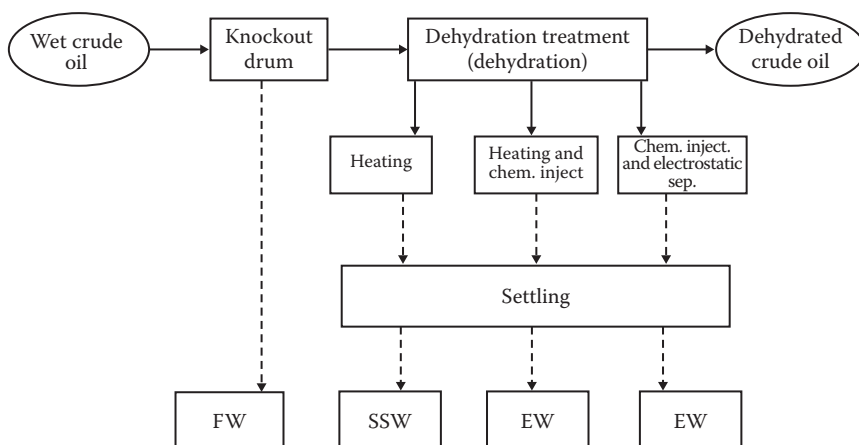 Wet crude
oil
Knockout
drum
Dehydration treatment
(dehydration)
Dehydrated
crude oil
Heating
Heating and
chem. inject
Chem. inject.
and electrostatic
sep.
Settling
FW
SSW
EW
EW